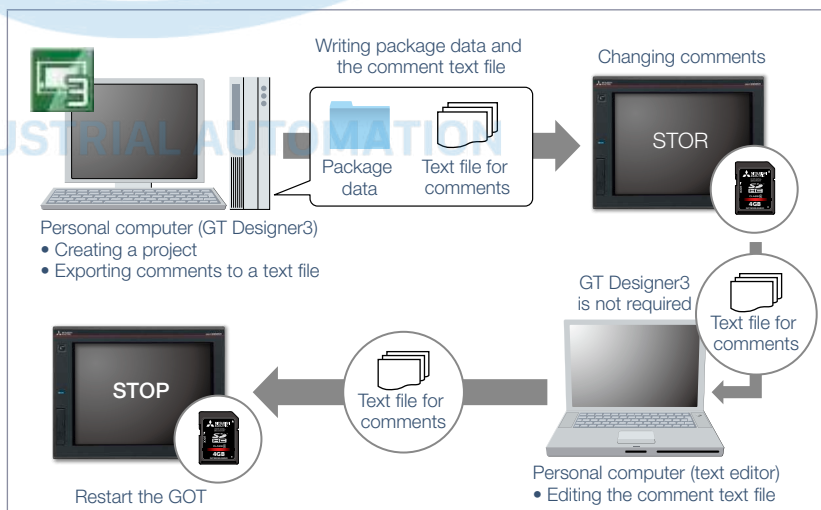 Writing package data and
the comment text file
Changing comments
USTRIAL AUTOMATION
Package
data
Text file for
comments
STOR
4GB
Personal computer (GT Designer3)
• Creating a project
• Exporting comments to a text file
GT Designer3
is not required
Text file for
comments
STOP
4GB
Text file for
comments
Restart the GOT
Personal computer (text editor)
• Editing the comment text file